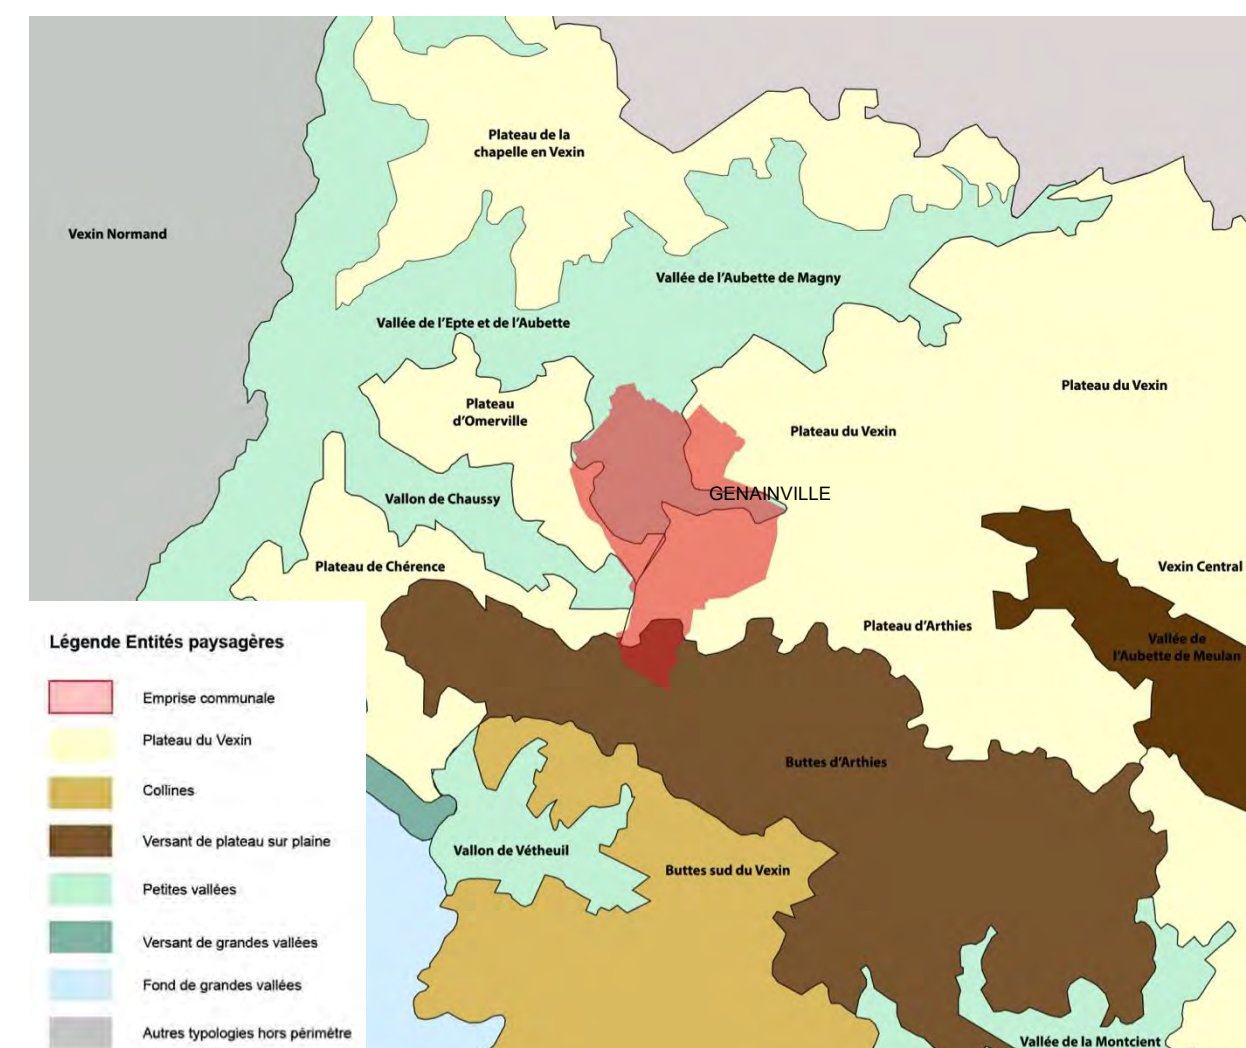 Plateau de la
chapelle en Vexin
Vexin Normand
Vallée de l'Aubette de Magny
Vallée de l'Epte et de l'Aubette
Plateau du Vexin
Plateau
d'Omerville
Plateau du Vexin
GENAINVILLE
Vallon de Chaussy
Plateau de Chérence
Vexin Central
Plateau d'Arthies
Vallée de
l'Aubette de Meulan
Buttes d'Arthies
Vallon de Vétheuil
Buttes sud du Vexin
Vallée de la Montcient
Légende Entités paysagères
Emprise communale
Plateau du Vexin
Collines
Versant de plateau sur plaine
Petites vallées
Versant de grandes vallées
Fond de grandes vallées
Autres typologies hors périmètre